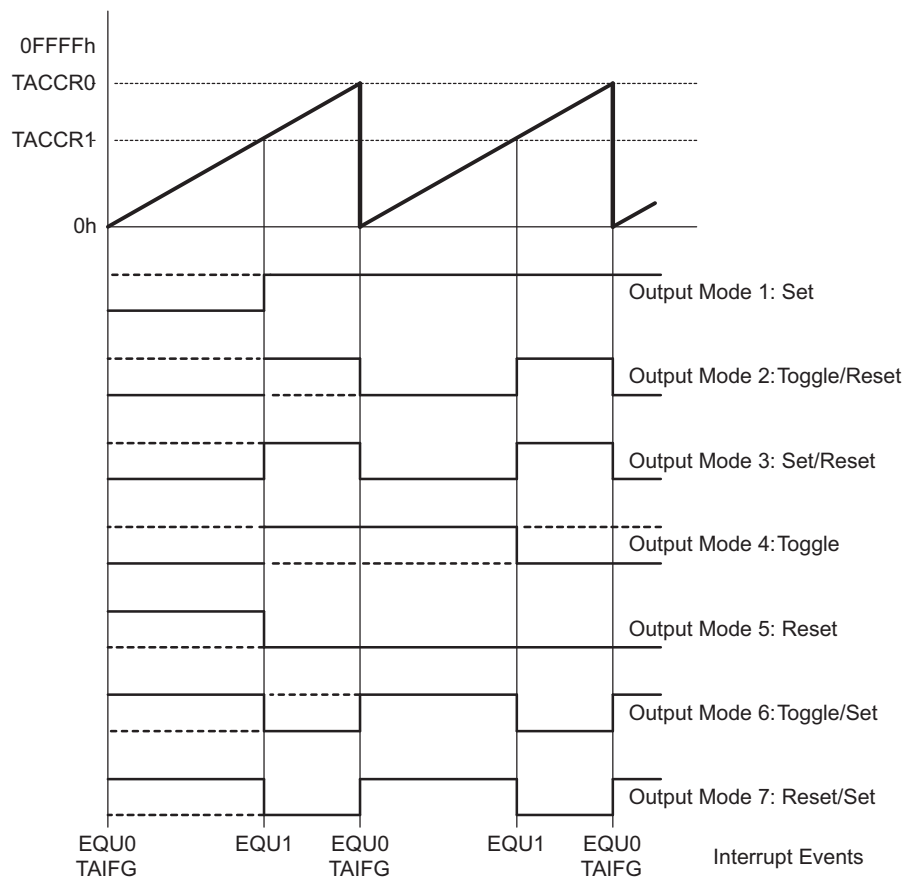 0FFFFh
TACCR0
TACCR1
0h
Output Mode 1: Set
Output Mode 2:Toggle/Reset
Output Mode 3: Set/Reset
Output Mode 4:Toggle
Output Mode 5: Reset
Output Mode 6:Toggle/Set
Output Mode 7: Reset/Set
EQU0 EQU1 EQU0 EQU1 EQU0
TAIFG TAIFG TAIFG Interrupt Events